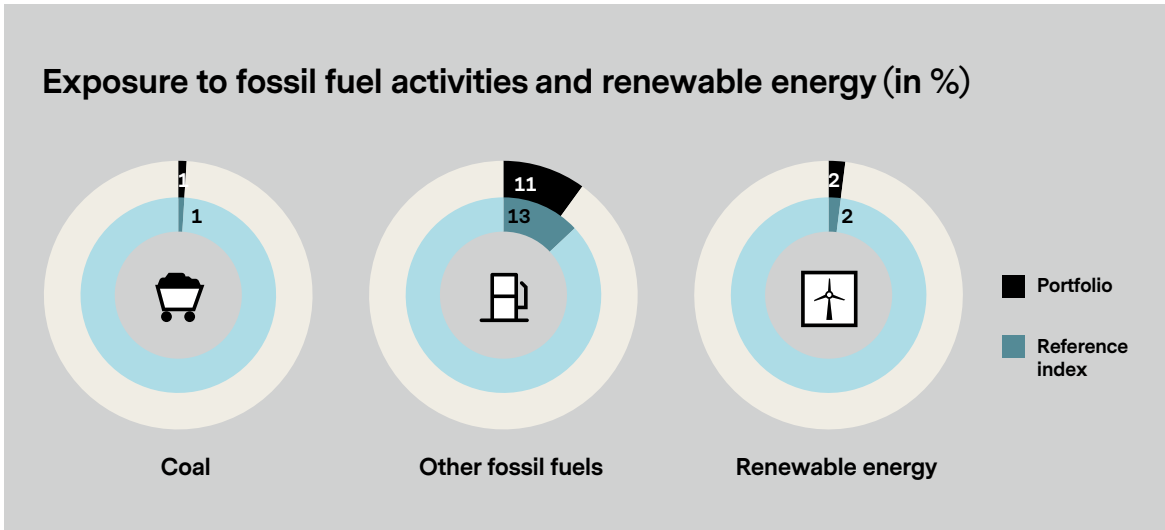 Exposure to fossil fuel activities and renewable energy (in %)
1
1
11
13
2
2
Portfolio
Reference
index
Coal
Other fossil fuels
Renewable energy